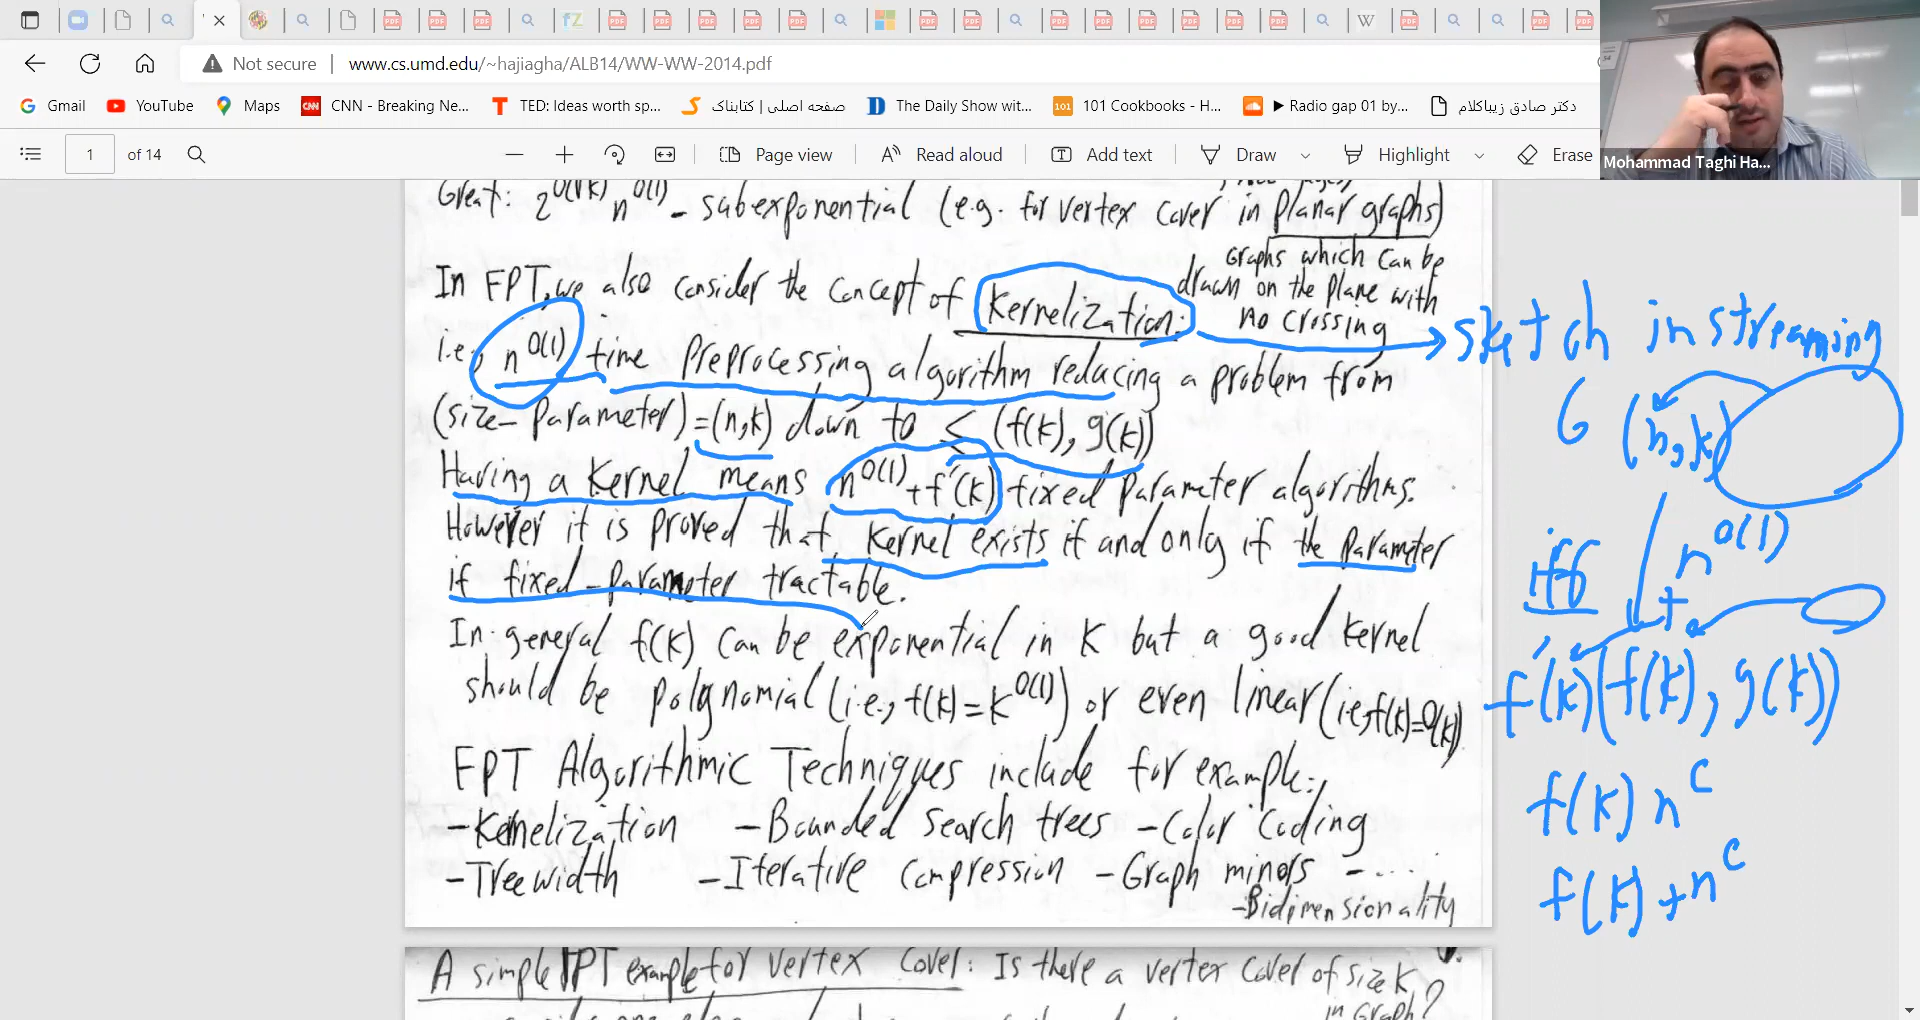 Not secure
www.cs.umd.edu/~hajiagha/ALB14/WW-WW-2014.pdf
Gmail
YouTube
Maps
CNN - Breaking Ne...
TED: Ideas worth sp...
صفحه اصلی | کتابناک
The Daily Show wit...
101 Cookbooks - H...
Radio gap 01 by...
دکتر صادق زیباکلام
1 of 14
Page view
Read aloud
Add text
Draw
Highlight
Erase
Mohammad Taghi Ha...
Great: 2^O(√k) n^O(1) - subexponential (e.g. for vertex cover in planar graphs)
Graphs which can be
drawn on the plane with
no crossing
In FPT, we also consider the concept of Kernelization:
i.e., n^O(1) time preprocessing algorithm reducing a problem from
(size-parameter) = (n,k) down to ≤ (f(k), g(k))
Having a kernel means n^O(1) + f'(k) fixed parameter algorithms.
However it is proved that kernel exists if and only if the parameter
if fixed-parameter tractable.
In general f(k) can be exponential in k but a good kernel
should be polynomial (i.e., f(k) = k^O(1)) or even linear (i.e., f(k)=O(k))
FPT Algorithmic Techniques include for example:
- Kernelization - Bounded search trees - Color Coding
- Treewidth - Iterative compression - Graph minors - ....
- Bidimensionality
A simple FPT example for vertex cover: Is there a vertex cover of size k
in Graph?
sketch in streaming
G (n,k)
iff
n^O(1)
+
f'(k) (f(k), g(k))
f(k) n^c
f(k) + n^c